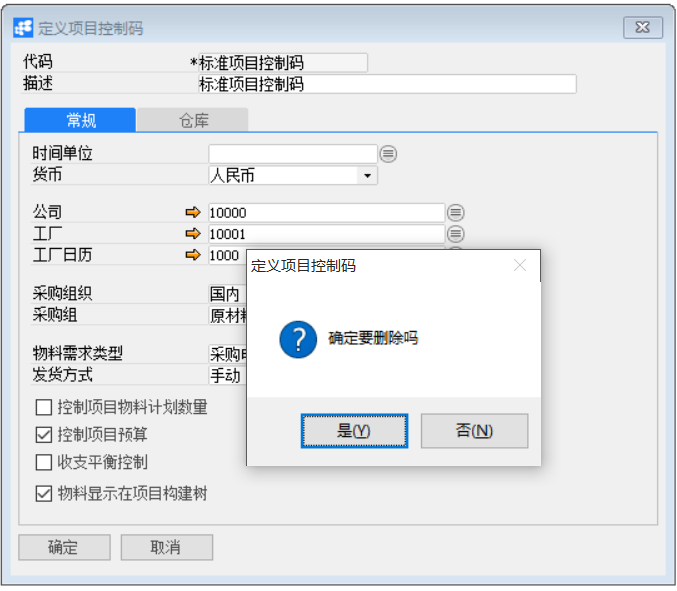 定义项目控制码
代码 *标准项目控制码
描述 标准项目控制码
常规 仓库
时间单位
货币 人民币
公司 10000
工厂 10001
工厂日历 1000
定义项目控制码
采购组织 国内
采购组 原材
确定要删除吗
物料需求类型 采购
发货方式 手动
控制项目物料计划数量
是(Y) 否(N)
控制项目预算
收支平衡控制
物料显示在项目构建树
确定 取消